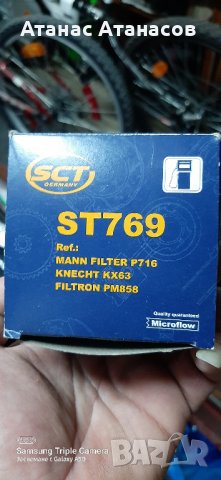 Атанас Атанасов
SCT
GERMANY
ST769
Ref.:
MANN FILTER P716
KNECHT KX63
FILTRON PM858
Quality guaranteed
Microflow
Samsung Triple Camera
Заснемане с Galaxy A50
bazar